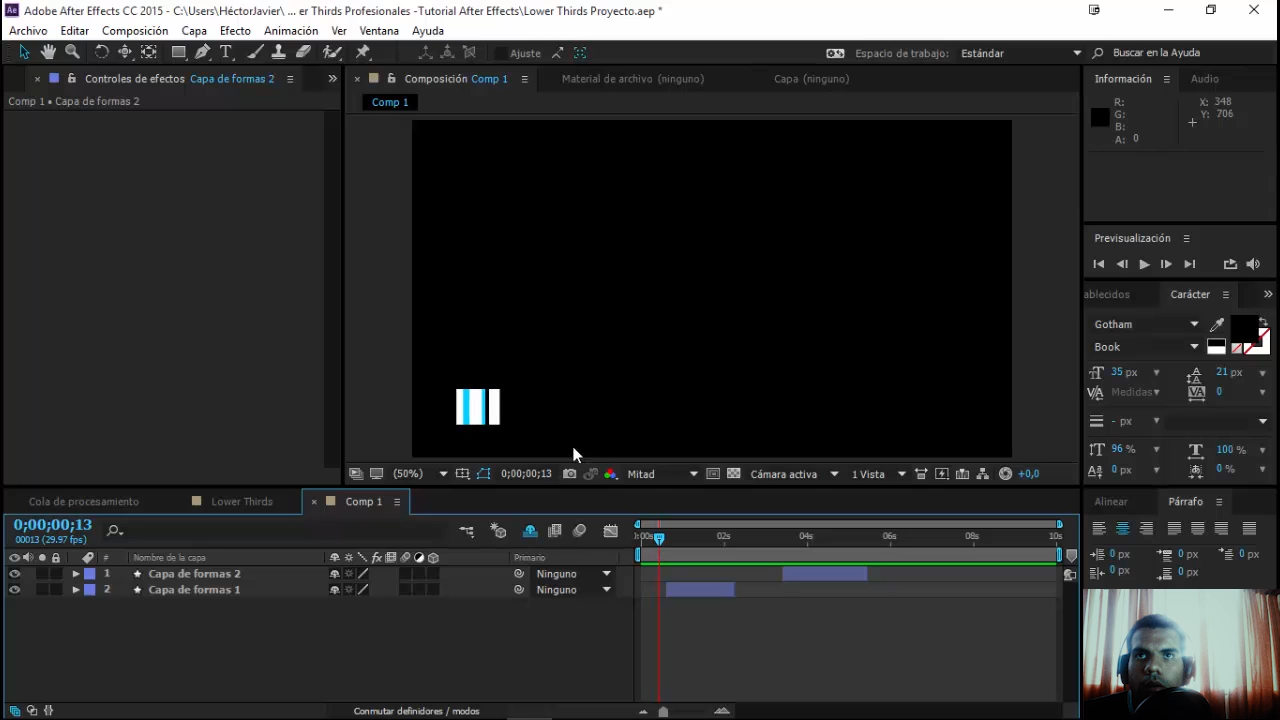 Adobe After Effects CC 2015 - C:\Users\HéctorJavier\ ... er Thirds Profesionales -Tutorial After Effects\Lower Thirds Proyecto.aep *
Archivo Editar Composición Capa Efecto Animación Ver Ventana Ayuda
Ajuste Espacio de trabajo: Estándar Buscar en la Ayuda
Controles de efectos Capa de formas 2
Composición Comp 1 Material de archivo (ninguno) Capa (ninguno)
Información Audio
Comp 1 • Capa de formas 2
Comp 1
R: X: 348
G: Y: 706
B:
A: 0
Previsualización
ablecidos Carácter
Gotham
Book
35 px 21 px
Medidas 0
- px
96 % 100 %
0 px 0 %
(50%) 0;00;00;13 Mitad Cámara activa 1 Vista +0,0
Cola de procesamiento Lower Thirds Comp 1
Alinear Párrafo
0;00;00;13
00013 (29.97 fps)
:00s 02s 04s 06s 08s 10s
# Nombre de la capa fx Primario
1 Capa de formas 2 Ninguno
2 Capa de formas 1 Ninguno
0 px 0 px 0 px
0 px 0 px
Conmutar definidores / modos